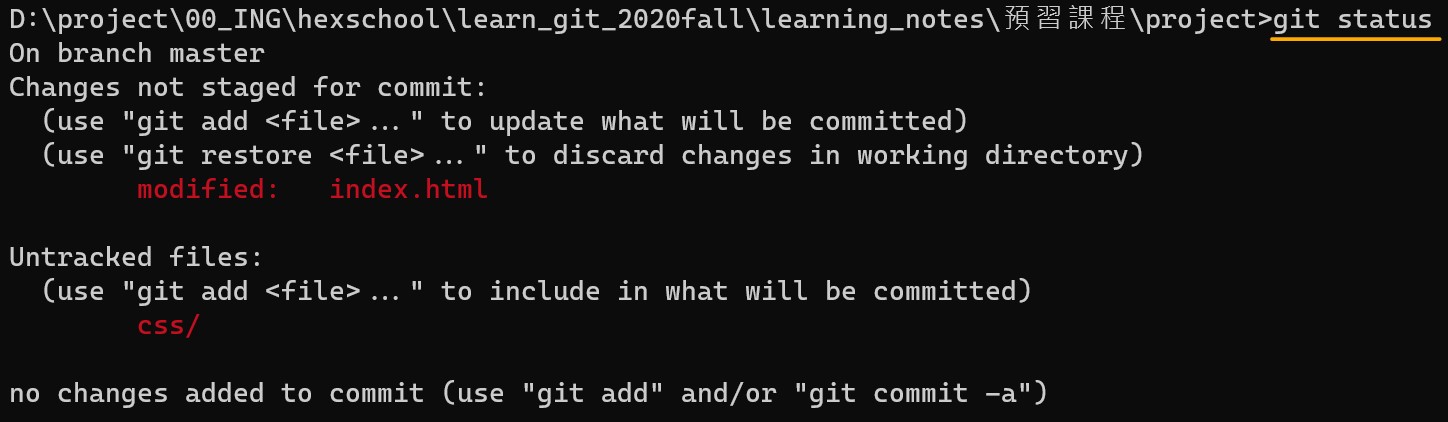 D:\project\00_ING\hexschool\learn_git_2020fall\learning_notes\預習課程\project>git status
On branch master
Changes not staged for commit:
  (use "git add <file>..." to update what will be committed)
  (use "git restore <file>..." to discard changes in working directory)
        modified:   index.html

Untracked files:
  (use "git add <file>..." to include in what will be committed)
        css/

no changes added to commit (use "git add" and/or "git commit -a")